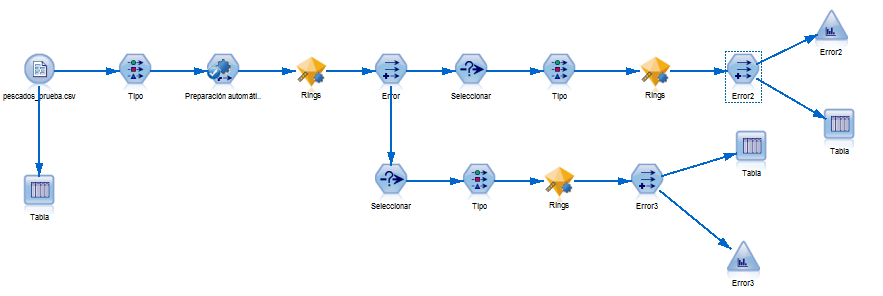 Error2
pescados_prueba.csv
Tipo
Preparación automáti..
Rings
Error
Seleccionar
Tipo
Rings
Error2
Tabla
Tabla
Seleccionar
Tipo
Rings
Error3
Tabla
Error3